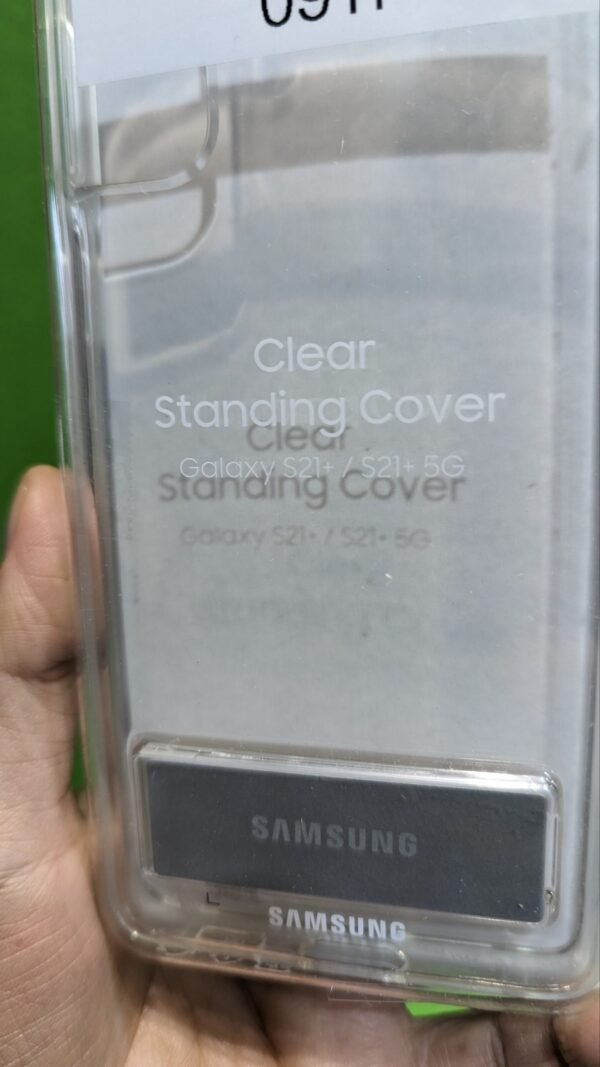 Clear
Standing Cover
Galaxy S21+ / S21+ 5G
Clear
Standing Cover
Galaxy S21+ / S21+ 5G
SAMSUNG
SAMSUNG